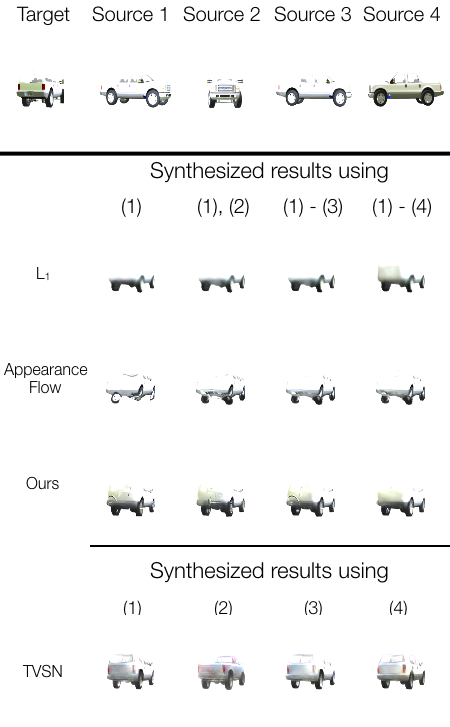 Target Source 1 Source 2 Source 3 Source 4
Synthesized results using
(1) (1), (2) (1) - (3) (1) - (4)
L₁
Appearance
Flow
Ours
Synthesized results using
(1) (2) (3) (4)
TVSN